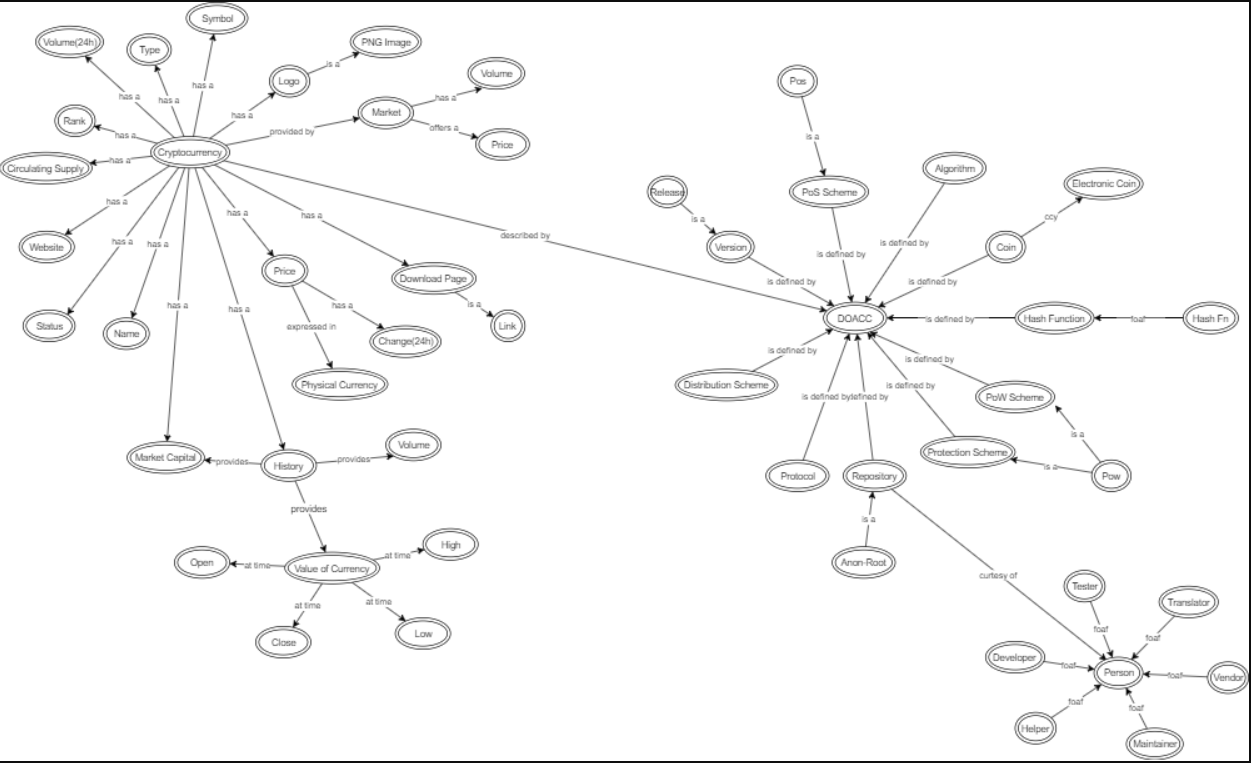 Symbol
Volume(24h)
Type
PNG Image
is a
Logo
Volume
has a
has a
has a
has a
has a
Market
Rank
has a
provided by
offers a
Price
Cryptocurrency
Circulating Supply
has a
has a
Website
has a
has a
has a
has a
described by
Price
Download Page
Status
Name
has a
has a
has a
is a
Link
expressed in
Change(24h)
Physical Currency
Market Capital
provides
History
provides
Volume
provides
Open
at time
Value of Currency
at time
High
at time
at time
Close
Low
Pos
is a
Release
PoS Scheme
Algorithm
Electronic Coin
is a
ccy
Version
is defined by
is defined by
Coin
is defined by
is defined by
DOACC
is defined by
Hash Function
foaf
Hash Fn
is defined by
is defined by
Distribution Scheme
is defined by
is defined by
defined by
PoW Scheme
is a
Protection Scheme
is a
Protocol
Repository
Pow
is a
Anon-Root
curtesy of
Tester
Translator
foaf
foaf
Developer
foaf
Person
foaf
Vendor
foaf
foaf
Helper
Maintainer